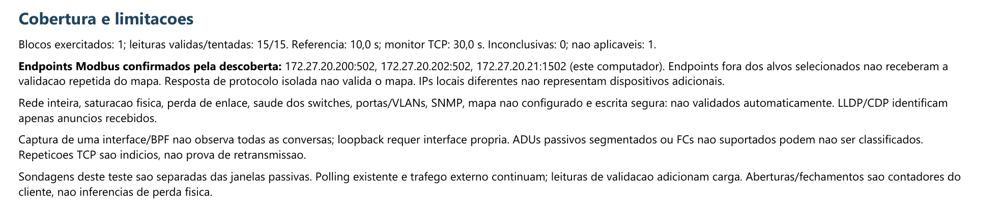 Cobertura e limitacoes
Blocos exercitados: 1; leituras validas/tentadas: 15/15. Referencia: 10,0 s; monitor TCP: 30,0 s. Inconclusivas: 0; nao aplicaveis: 1.
Endpoints Modbus confirmados pela descoberta: 172.27.20.200:502, 172.27.20.202:502, 172.27.20.21:1502 (este computador). Endpoints fora dos alvos selecionados nao receberam a
validacao repetida do mapa. Resposta de protocolo isolada nao valida o mapa. IPs locais diferentes nao representam dispositivos adicionais.
Rede inteira, saturacao fisica, perda de enlace, saude dos switches, portas/VLANs, SNMP, mapa nao configurado e escrita segura: nao validados automaticamente. LLDP/CDP identificam
apenas anuncios recebidos.
Captura de uma interface/BPF nao observa todas as conversas; loopback requer interface propria. ADUs passivos segmentados ou FCs nao suportados podem nao ser classificados.
Repeticoes TCP sao indicios, nao prova de retransmissao.
Sondagens deste teste sao separadas das janelas passivas. Polling existente e trafego externo continuam; leituras de validacao adicionam carga. Aberturas/fechamentos sao contadores do
cliente, nao inferencias de perda fisica.